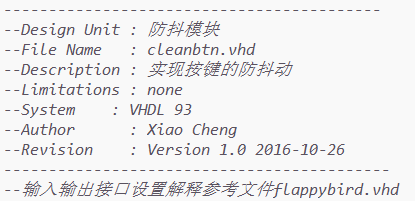 -------------------------------------------
--Design Unit : 防抖模块
--File Name   : cleanbtn.vhd
--Description : 实现按键的防抖动
--Limitations : none
--System    : VHDL 93
--Author      : Xiao Cheng
--Revision    : Version 1.0 2016-10-26
--------------------------------------------
--输入输出接口设置解释参考文件flappybird.vhd